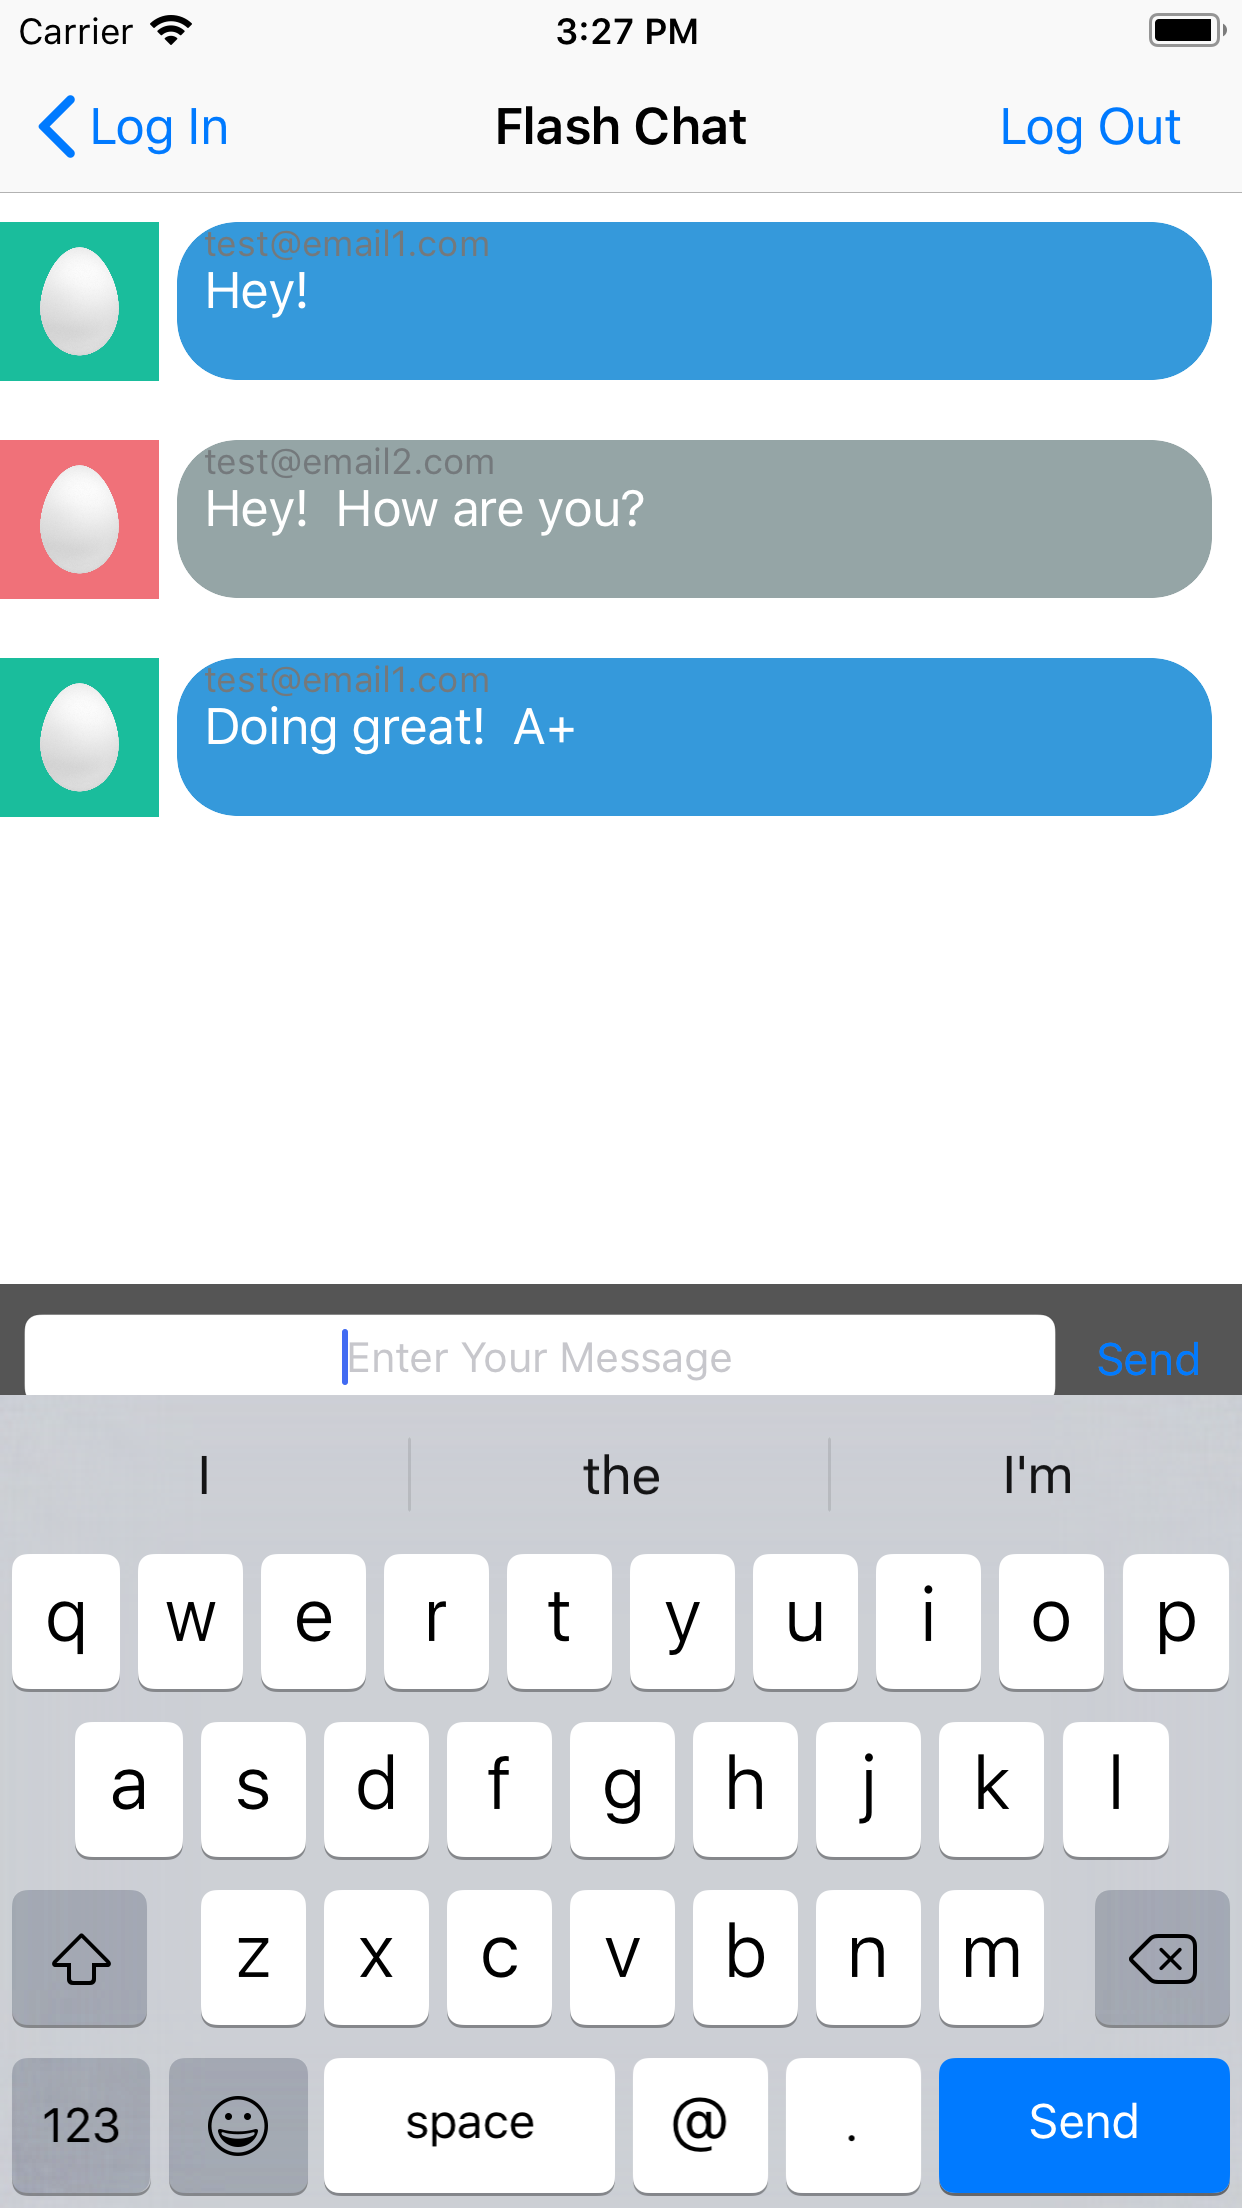 Carrier 3:27 PM
Log In Flash Chat Log Out
test@email1.com
Hey!
test@email2.com
Hey!  How are you?
test@email1.com
Doing great!  A+
Enter Your Message Send
I the I'm
q w e r t y u i o p
a s d f g h j k l
z x c v b n m
123 space @ . Send